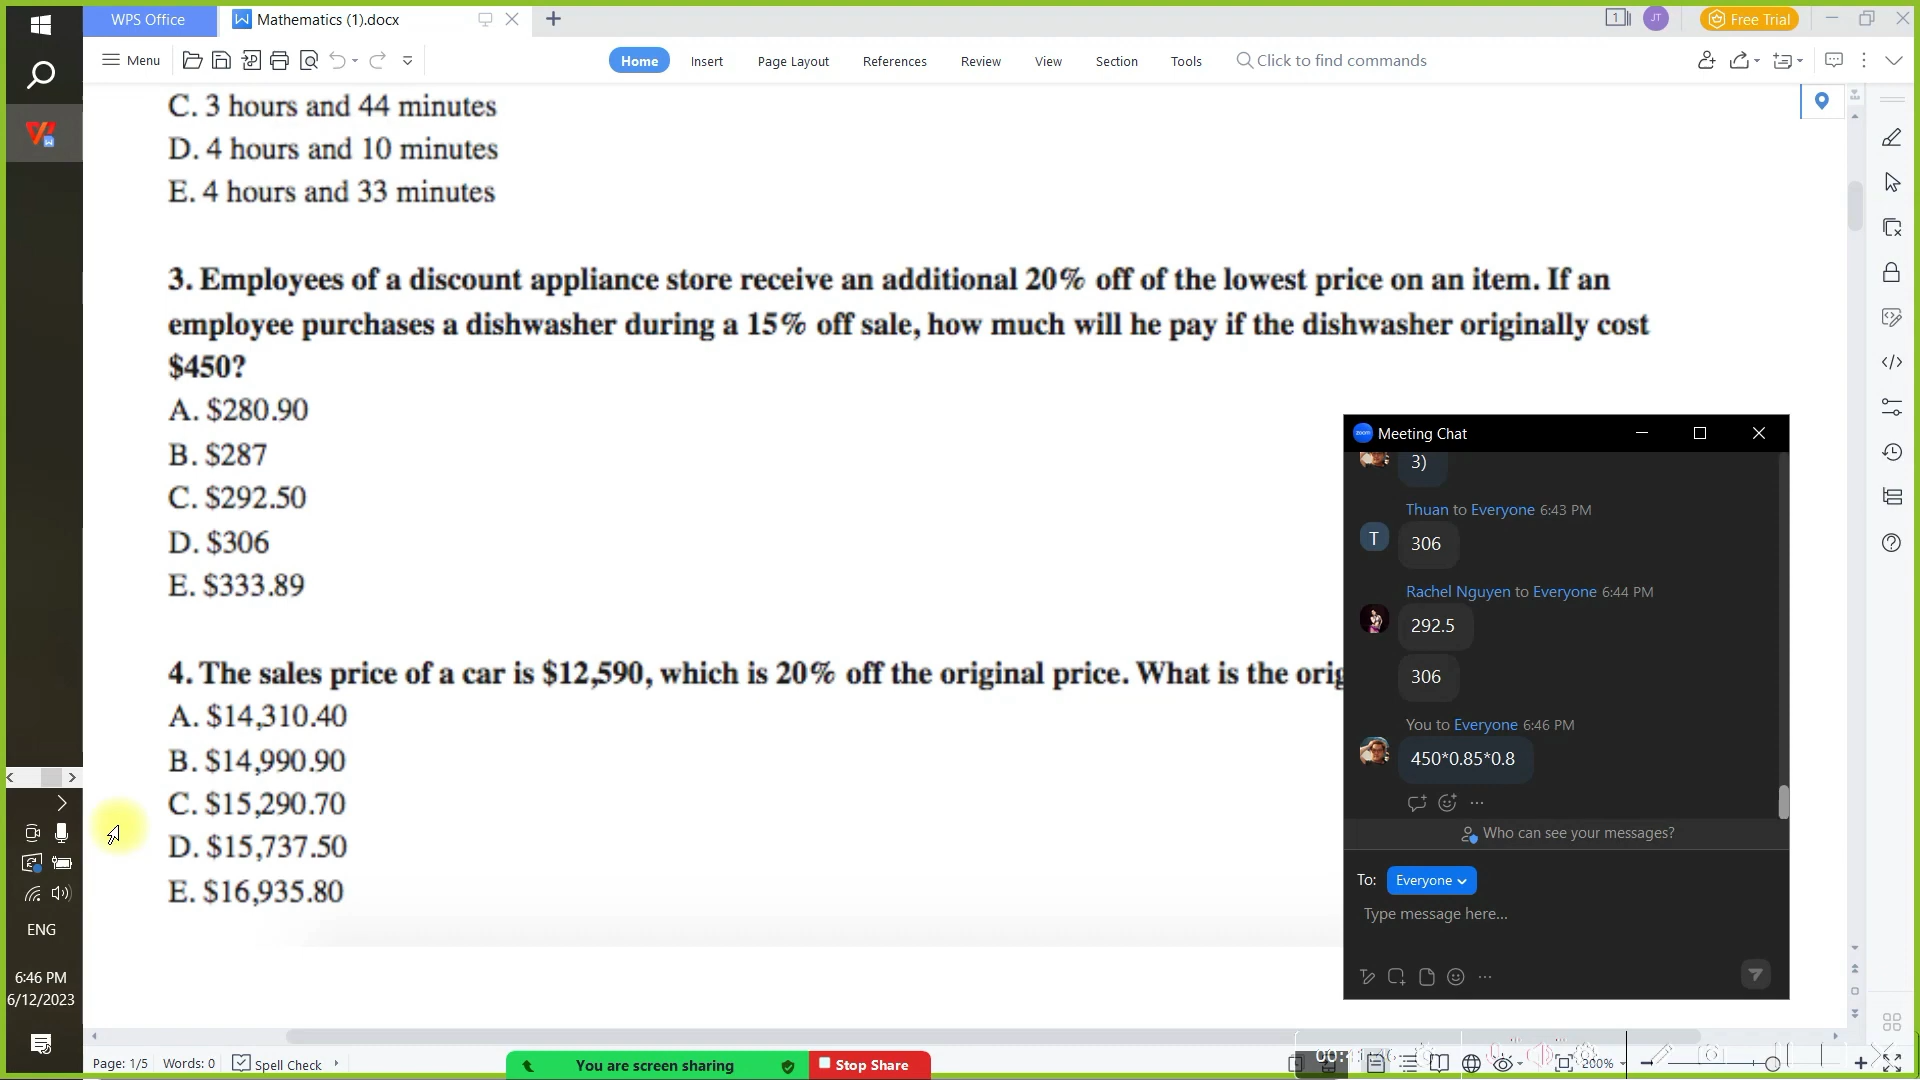 WPS Office
Mathematics (1).docx
1
JT
Free Trial
Menu
Home
Insert
Page Layout
References
Review
View
Section
Tools
Click to find commands
C. 3 hours and 44 minutes
D. 4 hours and 10 minutes
E. 4 hours and 33 minutes
3. Employees of a discount appliance store receive an additional 20% off of the lowest price on an item. If an
employee purchases a dishwasher during a 15% off sale, how much will he pay if the dishwasher originally cost
$450?
A. $280.90
B. $287
C. $292.50
D. $306
E. $333.89
4. The sales price of a car is $12,590, which is 20% off the original price. What is the orig
A. $14,310.40
B. $14,990.90
C. $15,290.70
D. $15,737.50
E. $16,935.80
zoom
Meeting Chat
3)
Thuan to Everyone 6:43 PM
T
306
Rachel Nguyen to Everyone 6:44 PM
292.5
306
You to Everyone 6:46 PM
450*0.85*0.8
Who can see your messages?
To:
Everyone
Type message here...
ENG
6:46 PM
6/12/2023
Page: 1/5
Words: 0
Spell Check
You are screen sharing
Stop Share
200%